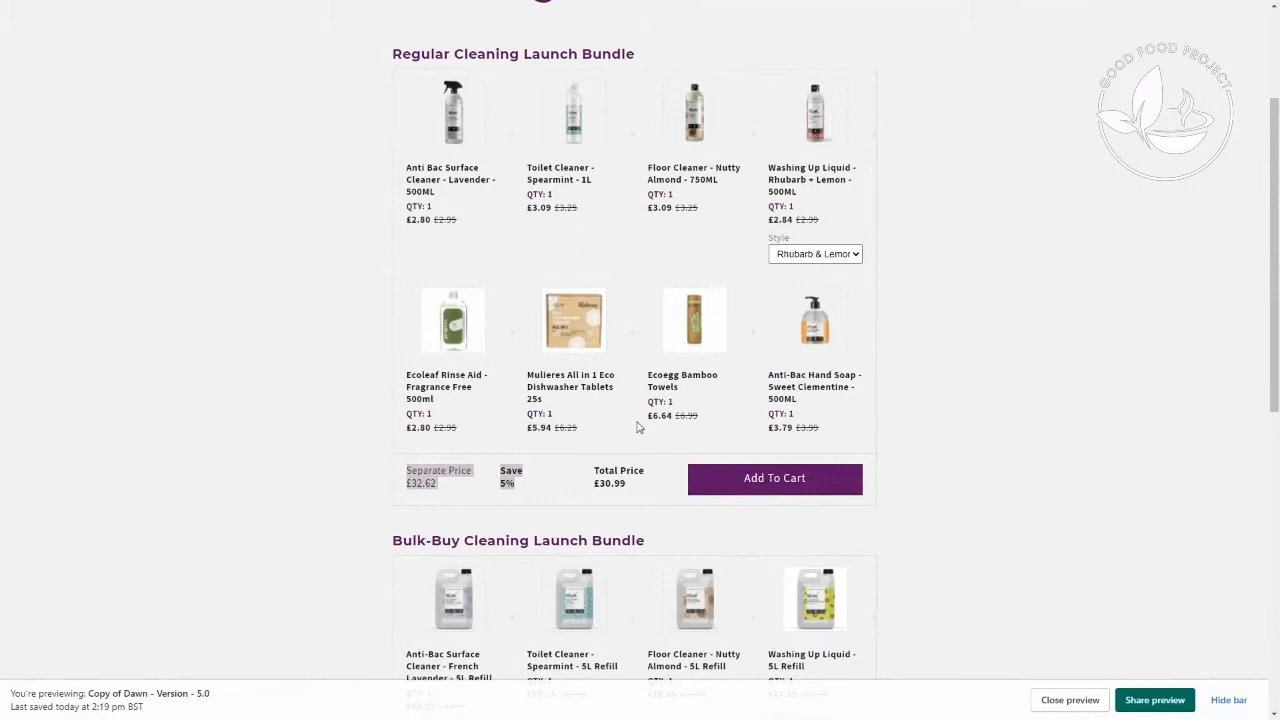 GOOD FOOD PROJECT
Regular Cleaning Launch Bundle
Anti Bac Surface
Cleaner - Lavender -
500ML
QTY: 1
£2.80 £2.95
Toilet Cleaner -
Spearmint - 1L
QTY: 1
£3.09 £3.25
Floor Cleaner - Nutty
Almond - 750ML
QTY: 1
£3.09 £3.25
Washing Up Liquid -
Rhubarb + Lemon -
500ML
QTY: 1
£2.84 £2.99
Style
Rhubarb & Lemor
Ecoleaf Rinse Aid -
Fragrance Free
500ml
QTY: 1
£2.80 £2.95
Mulieres All in 1 Eco
Dishwasher Tablets
25s
QTY: 1
£5.94 £6.25
Ecoegg Bamboo
Towels
QTY: 1
£6.64 £6.99
Anti-Bac Hand Soap -
Sweet Clementine -
500ML
QTY: 1
£3.79 £3.99
Separate Price
£32.62
Save
5%
Total Price
£30.99
Add To Cart
Bulk-Buy Cleaning Launch Bundle
Anti-Bac Surface
Cleaner - French
Lavender - 5L Refill
Toilet Cleaner -
Spearmint - 5L Refill
Floor Cleaner - Nutty
Almond - 5L Refill
Washing Up Liquid -
5L Refill
You're previewing: Copy of Dawn - Version - 5.0
Last saved today at 2:19 pm BST
Close preview
Share preview
Hide bar